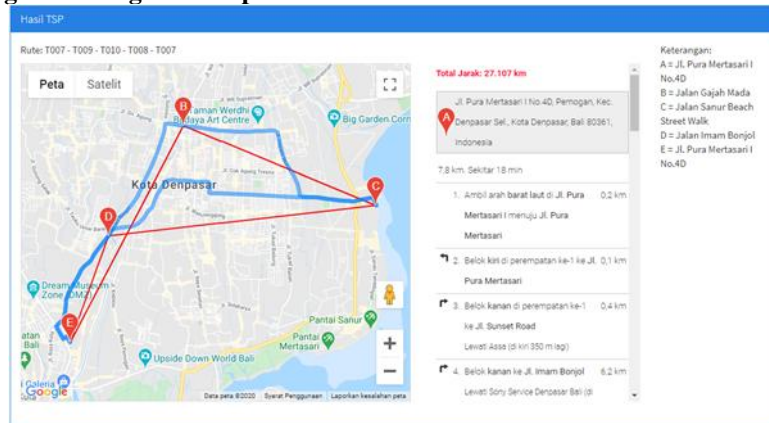 Hasil TSP
Rute: T007 - T009 - T010 - T008 - T007
Peta Satelit
B
Taman Werdhi
Budaya Art Centre
Big Garden Corn
Kota Denpasar
C
D
Dream Museum
Zone (DMZ)
E
Pantai Sanur
Pantai
Mertasari
Upside Down World Bali
Bali
Galeria
Google
Data peta ©2020 Syarat Penggunaan Laporkan kesalahan peta
Total Jarak: 27.107 km
A
Jl. Pura Mertasari I No.4D, Pemogan, Kec.
Denpasar Sel., Kota Denpasar, Bali 80361,
Indonesia
7,8 km. Sekitar 18 min
1. Ambil arah barat laut di Jl. Pura 0,2 km
Mertasari I menuju Jl. Pura
Mertasari
2. Belok kiri di perempatan ke-1 ke Jl. 0,1 km
Pura Mertasari
3. Belok kanan di perempatan ke-1 0,4 km
ke Jl. Sunset Road
Lewati Asse (di kiri 350 m lagi)
4. Belok kanan ke Jl. Imam Bonjol 6,2 km
Lewati Sony Service Denpasar Bali (di
Keterangan:
A = Jl. Pura Mertasari I
No.4D
B = Jalan Gajah Mada
C = Jalan Sanur Beach
Street Walk
D = Jalan Imam Bonjol
E = Jl. Pura Mertasari I
No.4D